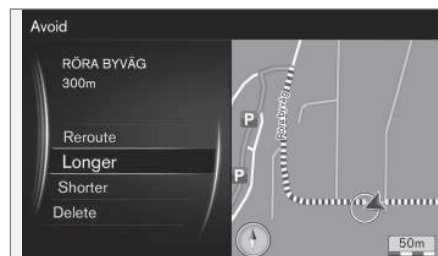 Avoid
RÖRA BYVÄG
300m
Reroute
Longer
Shorter
Delete
P
Röra byväg
P
50m